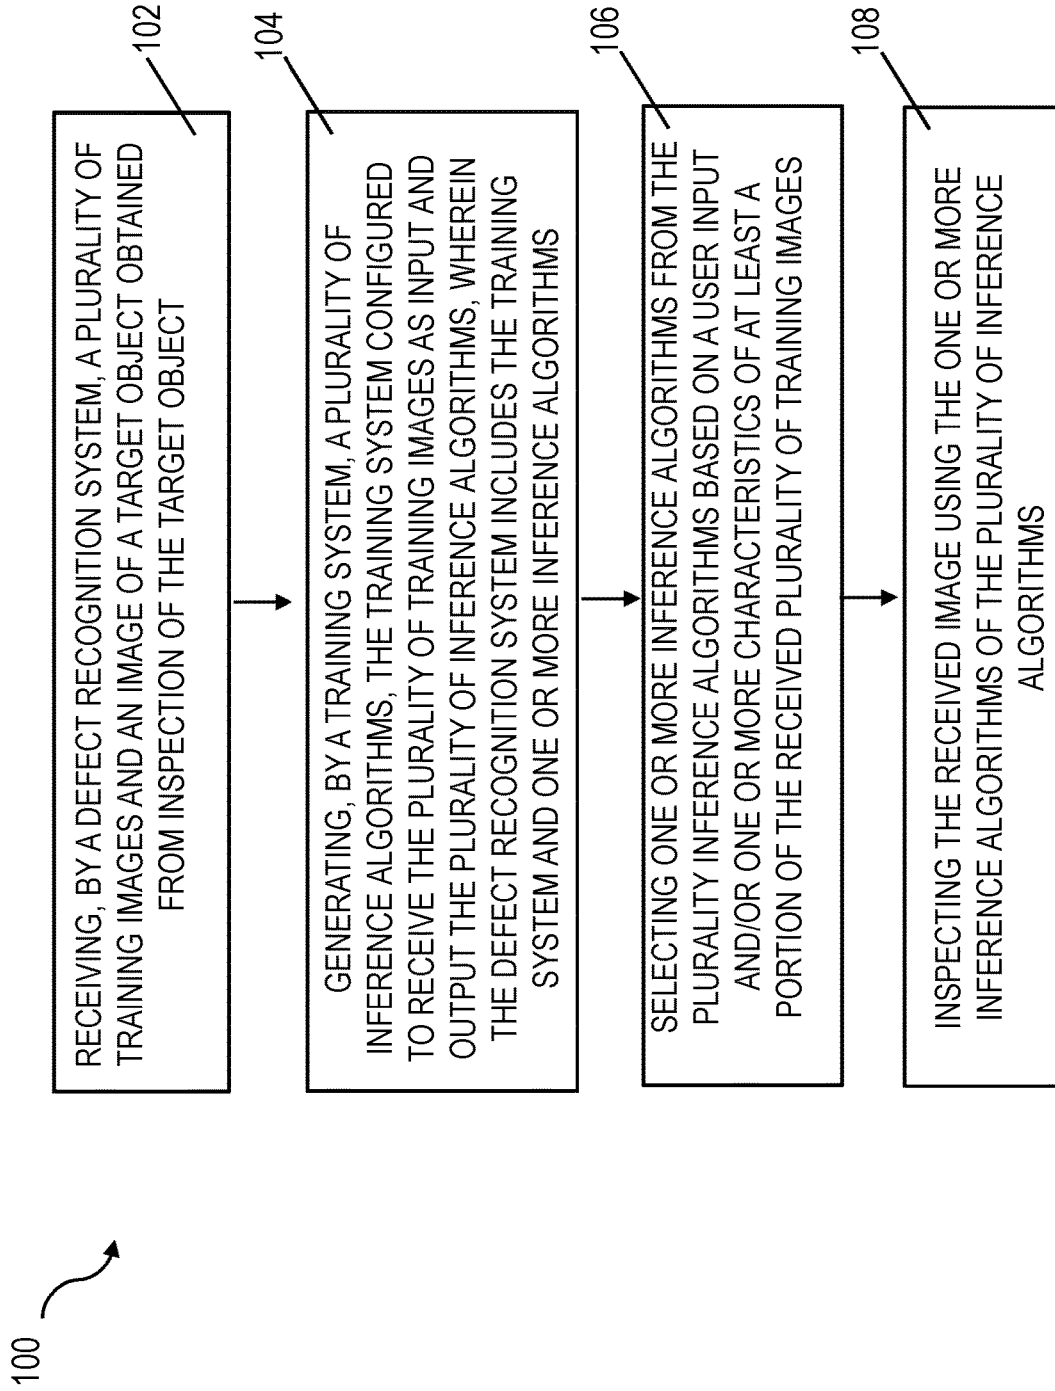 100
102
RECEIVING, BY A DEFECT RECOGNITION SYSTEM, A PLURALITY OF
TRAINING IMAGES AND AN IMAGE OF A TARGET OBJECT OBTAINED
FROM INSPECTION OF THE TARGET OBJECT
104
GENERATING, BY A TRAINING SYSTEM, A PLURALITY OF
INFERENCE ALGORITHMS, THE TRAINING SYSTEM CONFIGURED
TO RECEIVE THE PLURALITY OF TRAINING IMAGES AS INPUT AND
OUTPUT THE PLURALITY OF INFERENCE ALGORITHMS, WHEREIN
THE DEFECT RECOGNITION SYSTEM INCLUDES THE TRAINING
SYSTEM AND ONE OR MORE INFERENCE ALGORITHMS
106
SELECTING ONE OR MORE INFERENCE ALGORITHMS FROM THE
PLURALITY INFERENCE ALGORITHMS BASED ON A USER INPUT
AND/OR ONE OR MORE CHARACTERISTICS OF AT LEAST A
PORTION OF THE RECEIVED PLURALITY OF TRAINING IMAGES
108
INSPECTING THE RECEIVED IMAGE USING THE ONE OR MORE
INFERENCE ALGORITHMS OF THE PLURALITY OF INFERENCE
ALGORITHMS